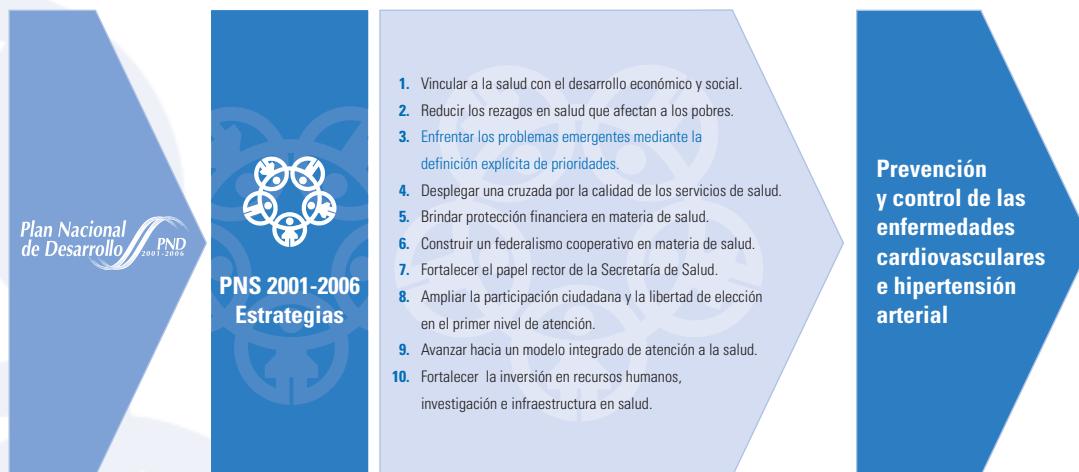 Plan Nacional
de Desarrollo
PND
2001-2006
PNS 2001-2006
Estrategias
1. Vincular a la salud con el desarrollo económico y social.
2. Reducir los rezagos en salud que afectan a los pobres.
3. Enfrentar los problemas emergentes mediante la
definición explícita de prioridades.
4. Desplegar una cruzada por la calidad de los servicios de salud.
5. Brindar protección financiera en materia de salud.
6. Construir un federalismo cooperativo en materia de salud.
7. Fortalecer el papel rector de la Secretaría de Salud.
8. Ampliar la participación ciudadana y la libertad de elección
en el primer nivel de atención.
9. Avanzar hacia un modelo integrado de atención a la salud.
10. Fortalecer la inversión en recursos humanos,
investigación e infraestructura en salud.
Prevención
y control de las
enfermedades
cardiovasculares
e hipertensión
arterial